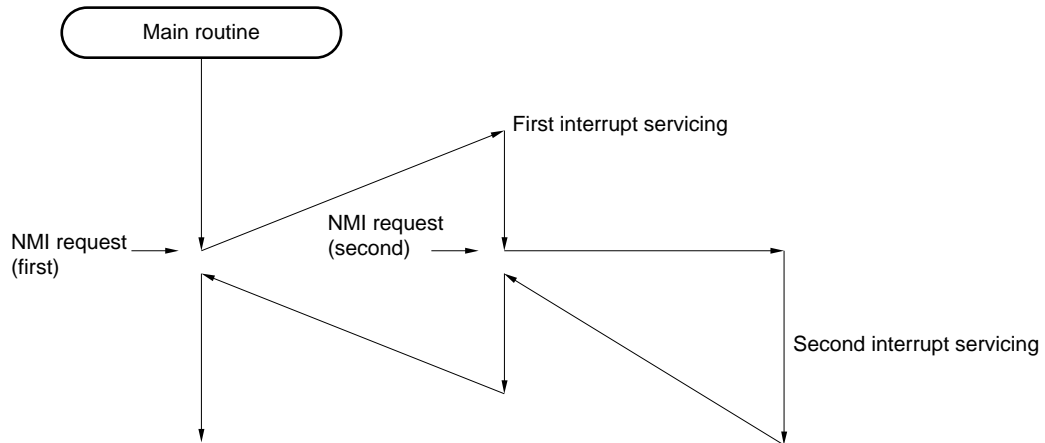 Main routine
First interrupt servicing
NMI request
(first)
NMI request
(second)
Second interrupt servicing